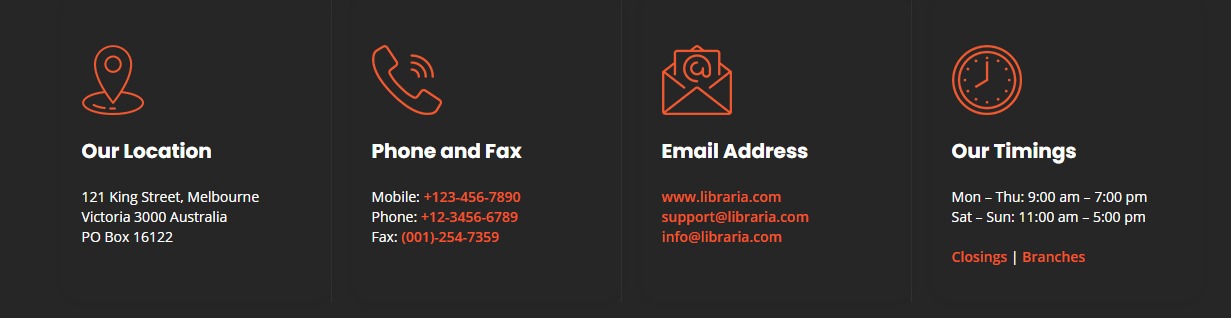 Our Location
121 King Street, Melbourne
Victoria 3000 Australia
PO Box 16122
Phone and Fax
Mobile: +123-456-7890
Phone: +12-3456-6789
Fax: (001)-254-7359
Email Address
www.libraria.com
support@libraria.com
info@libraria.com
Our Timings
Mon – Thu: 9:00 am – 7:00 pm
Sat – Sun: 11:00 am – 5:00 pm
Closings | Branches